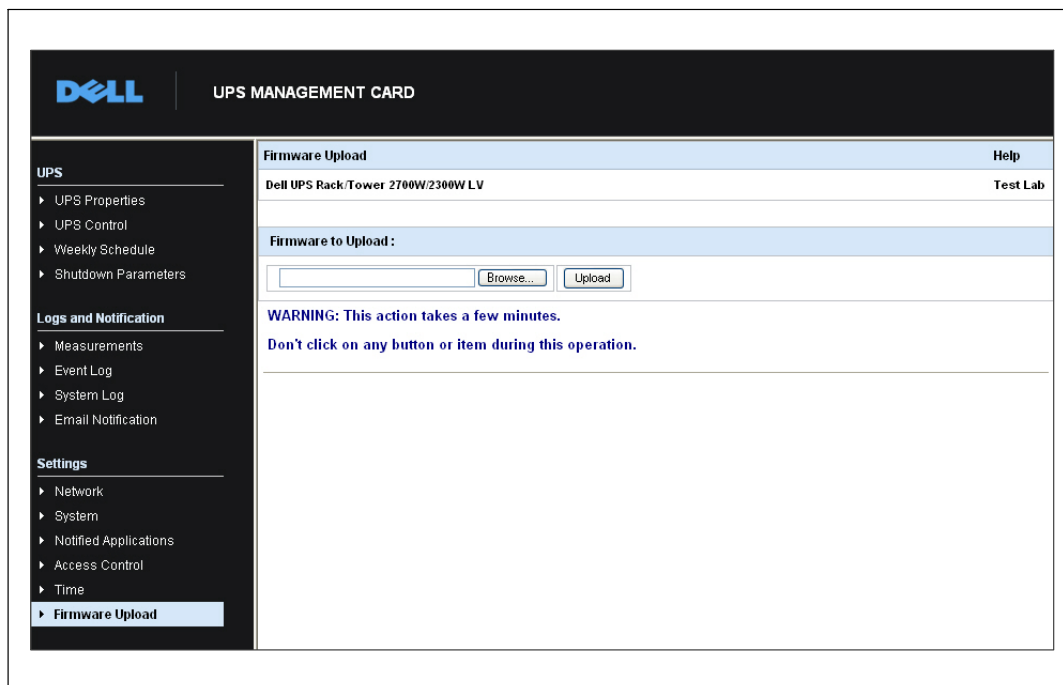 DELL
UPS MANAGEMENT CARD
UPS
UPS Properties
UPS Control
Weekly Schedule
Shutdown Parameters
Logs and Notification
Measurements
Event Log
System Log
Email Notification
Settings
Network
System
Notified Applications
Access Control
Time
Firmware Upload
Firmware Upload Help
Dell UPS Rack/Tower 2700W/2300W LV Test Lab
Firmware to Upload :
Browse... Upload
WARNING: This action takes a few minutes.
Don't click on any button or item during this operation.